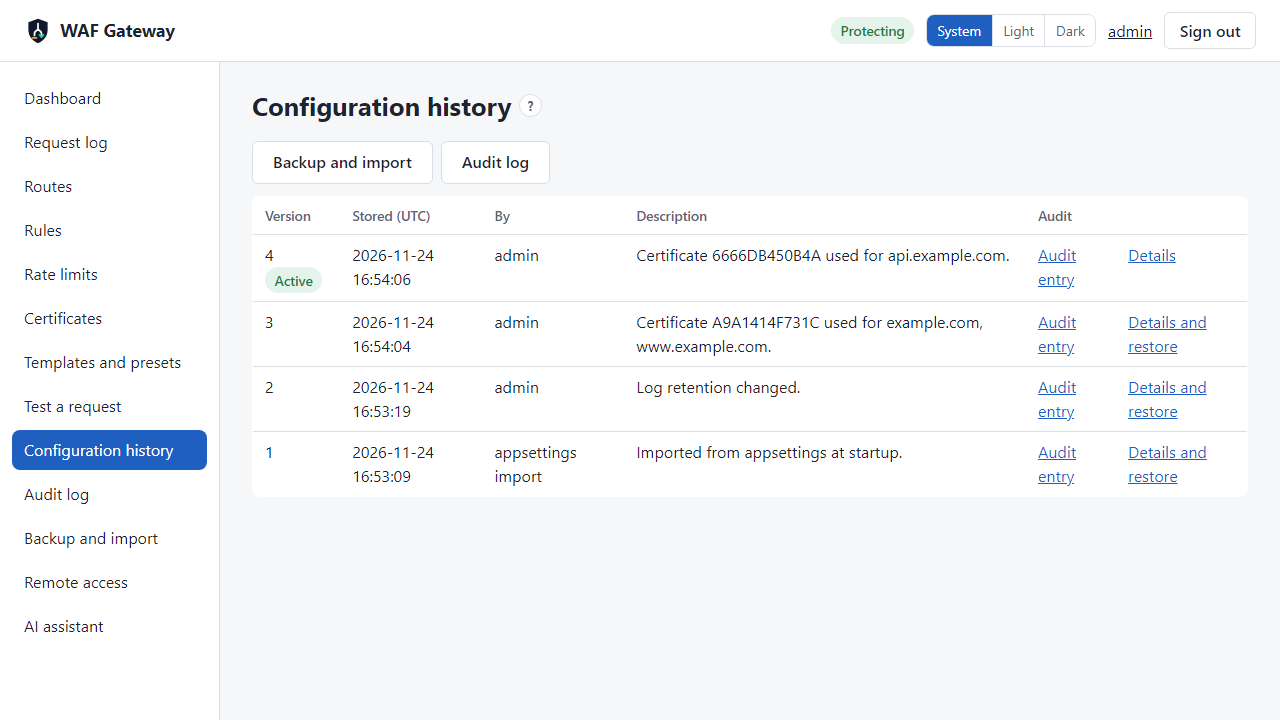 WAF Gateway
Protecting
System Light Dark
admin
Sign out
Dashboard
Request log
Routes
Rules
Rate limits
Certificates
Templates and presets
Test a request
Configuration history
Audit log
Backup and import
Remote access
AI assistant
Configuration history ?
Backup and import
Audit log
Version Stored (UTC) By Description Audit
4 2026-11-24 admin Certificate 6666DB450B4A used for api.example.com. Audit Details
Active 16:54:06 entry
3 2026-11-24 admin Certificate A9A1414F731C used for example.com, Audit Details and
16:54:04 www.example.com. entry restore
2 2026-11-24 admin Log retention changed. Audit Details and
16:53:19 entry restore
1 2026-11-24 appsettings Imported from appsettings at startup. Audit Details and
16:53:09 import entry restore